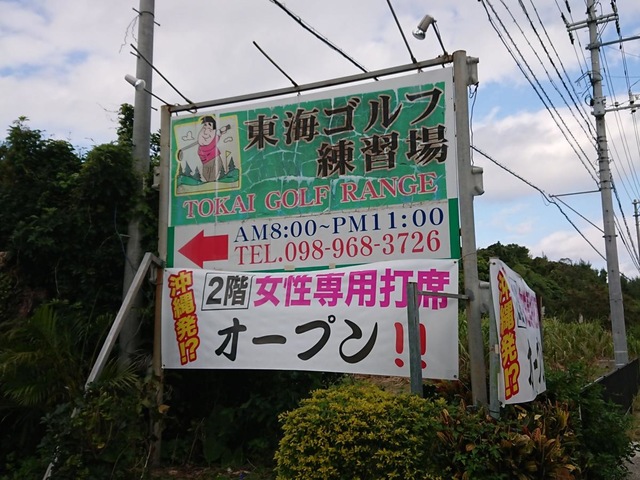 東海ゴルフ
練習場
TOKAI GOLF RANGE
AM8:00~PM11:00
TEL.098-968-3726
沖縄発!?
2階 女性専用打席
オープン!!
沖縄発!?